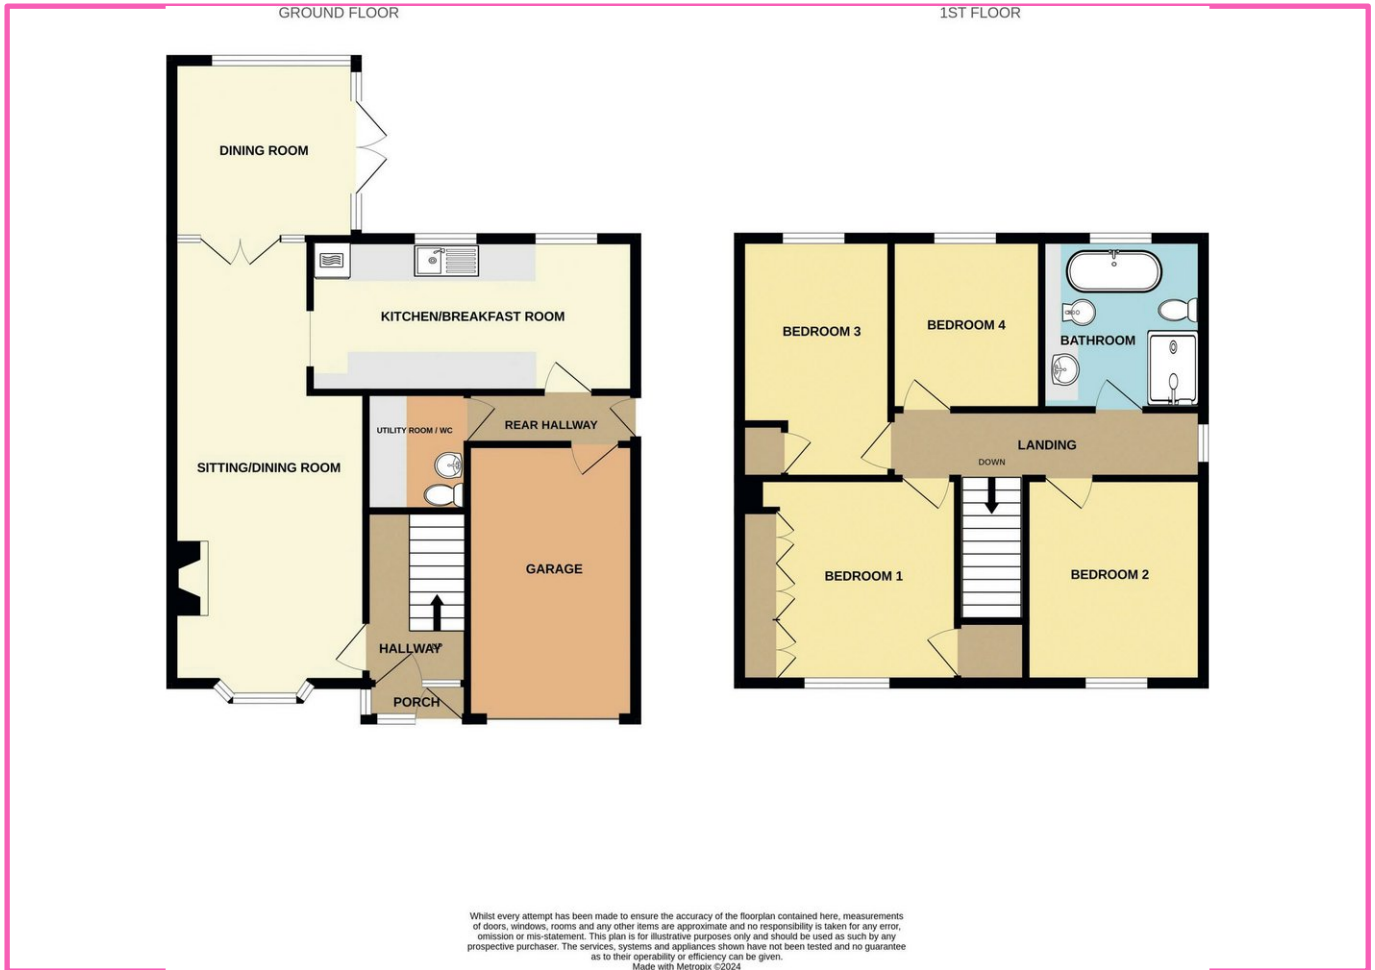 GROUND FLOOR
1ST FLOOR
DINING ROOM
KITCHEN/BREAKFAST ROOM
UTILITY ROOM / WC
REAR HALLWAY
SITTING/DINING ROOM
GARAGE
HALLWAY
PORCH
BEDROOM 3
BEDROOM 4
BATHROOM
LANDING
DOWN
BEDROOM 1
BEDROOM 2
Whilst every attempt has been made to ensure the accuracy of the floorplan contained here, measurements
of doors, windows, rooms and any other items are approximate and no responsibility is taken for any error,
omission or mis-statement. This plan is for illustrative purposes only and should be used as such by any
prospective purchaser. The services, systems and appliances shown have not been tested and no guarantee
as to their operability or efficiency can be given.
Made with Metropix ©2024